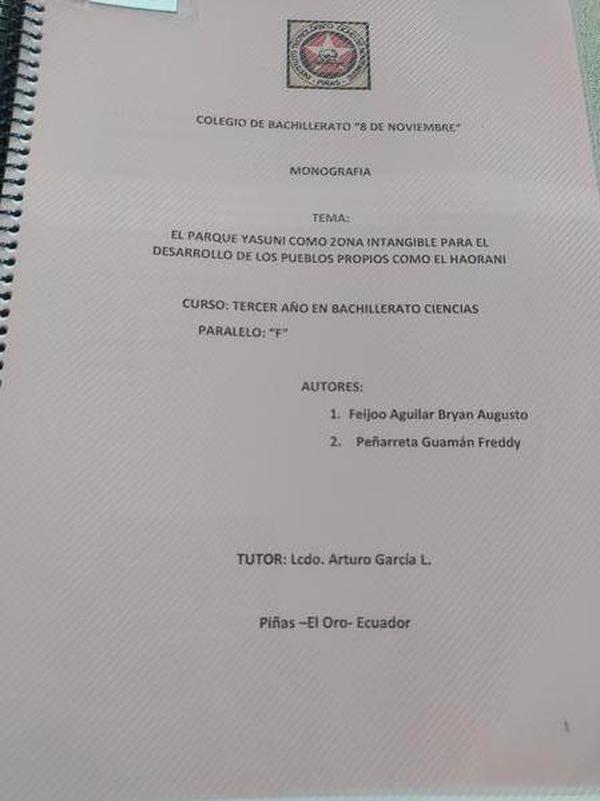 COLEGIO DE BACHILLERATO "8 DE NOVIEMBRE"
MONOGRAFIA
TEMA:
EL PARQUE YASUNI COMO ZONA INTANGIBLE PARA EL
DESARROLLO DE LOS PUEBLOS PROPIOS COMO EL HAORANI
CURSO: TERCER AÑO EN BACHILLERATO CIENCIAS
PARALELO: "F"
AUTORES:
1. Feijoo Aguilar Bryan Augusto
2. Peñarreta Guamán Freddy
TUTOR: Lcdo. Arturo García L.
Piñas –El Oro- Ecuador
1